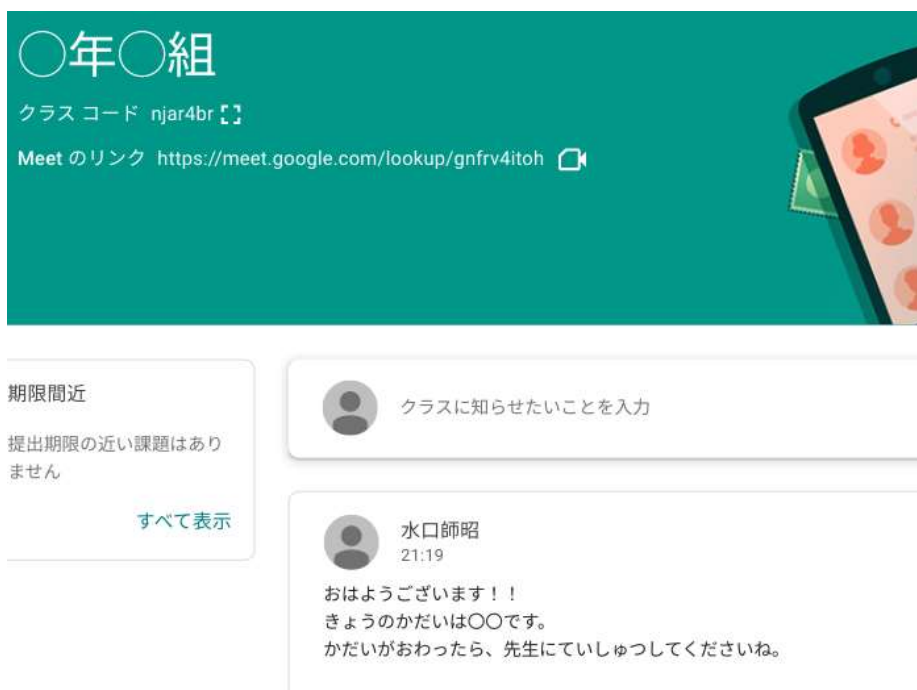 ◯年◯組
クラス コード njar4br
Meet のリンク https://meet.google.com/lookup/gnfrv4itoh
期限間近
提出期限の近い課題はあり
ません
すべて表示
クラスに知らせたいことを入力
水口師昭
21:19
おはようございます！！
きょうのかだいは〇〇です。
かだいがおわったら、先生にていしゅつしてくださいね。